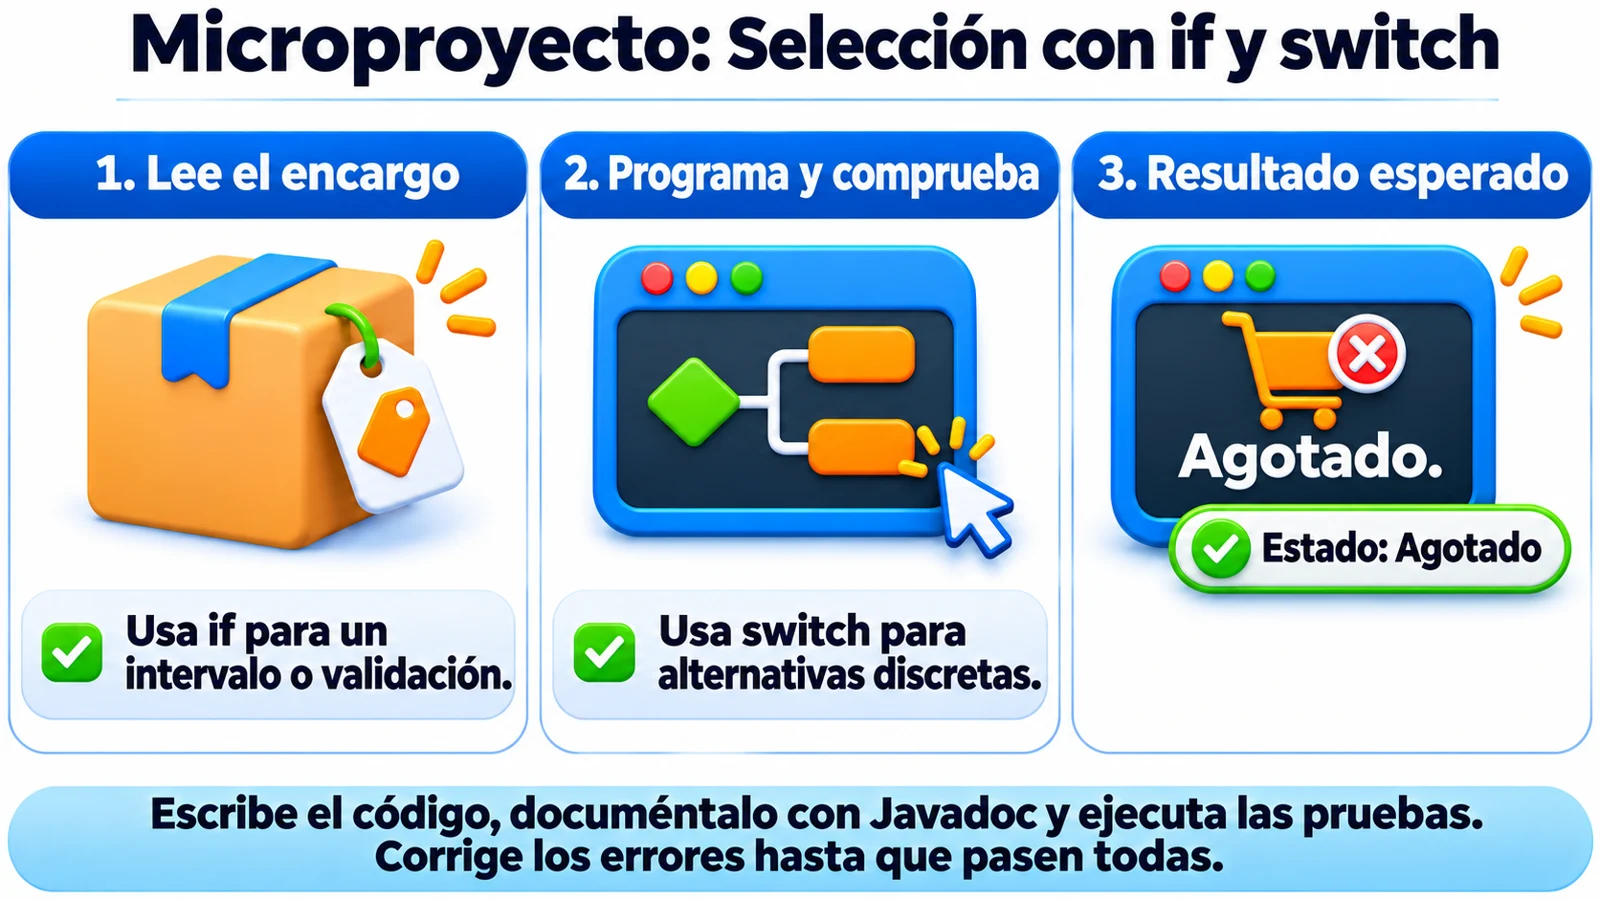 Microproyecto: Selección con if y switch
1. Lee el encargo
Usa if para un
intervalo o validación.
2. Programa y comprueba
Usa switch para
alternativas discretas.
3. Resultado esperado
Agotado.
Estado: Agotado
Escribe el código, documéntalo con Javadoc y ejecuta las pruebas.
Corrige los errores hasta que pasen todas.